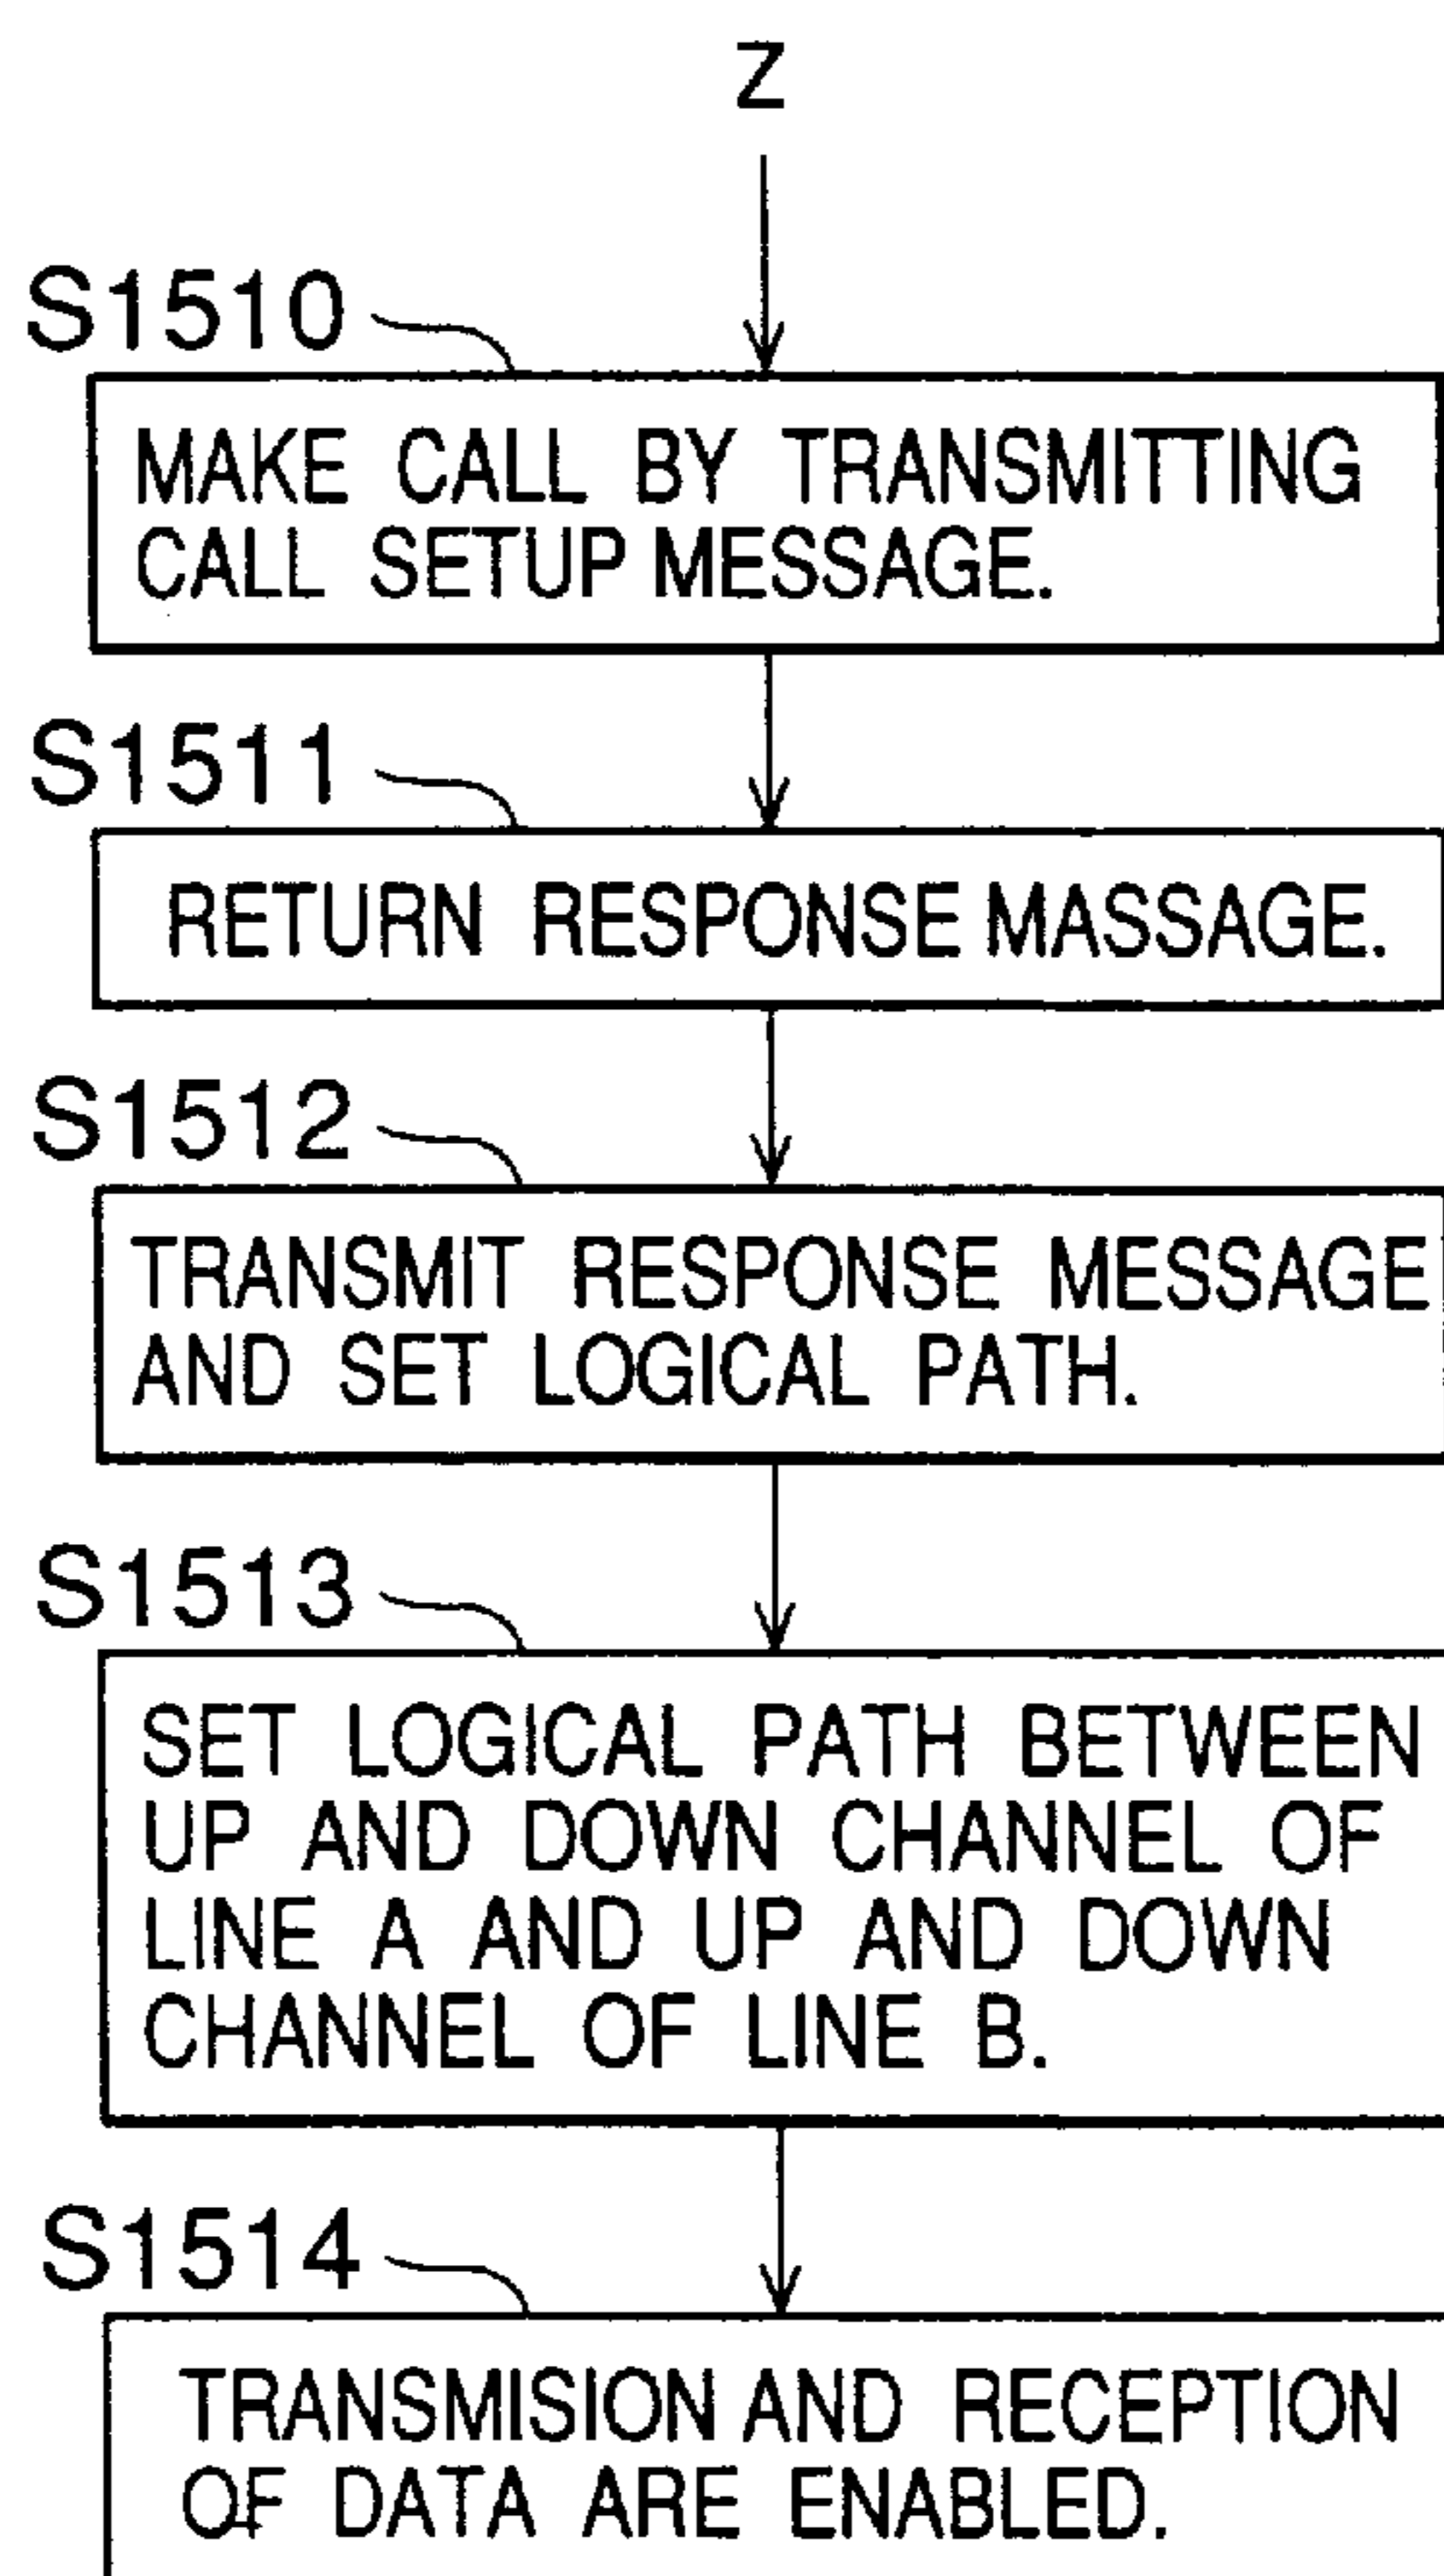 Z
S1510
MAKE CALL BY TRANSMITTING
CALL SETUP MESSAGE.
S1511
RETURN RESPONSE MASSAGE.
S1512
TRANSMIT RESPONSE MESSAGE
AND SET LOGICAL PATH.
S1513
SET LOGICAL PATH BETWEEN
UP AND DOWN CHANNEL OF
LINE A AND UP AND DOWN
CHANNEL OF LINE B.
S1514
TRANSMISION AND RECEPTION
OF DATA ARE ENABLED.